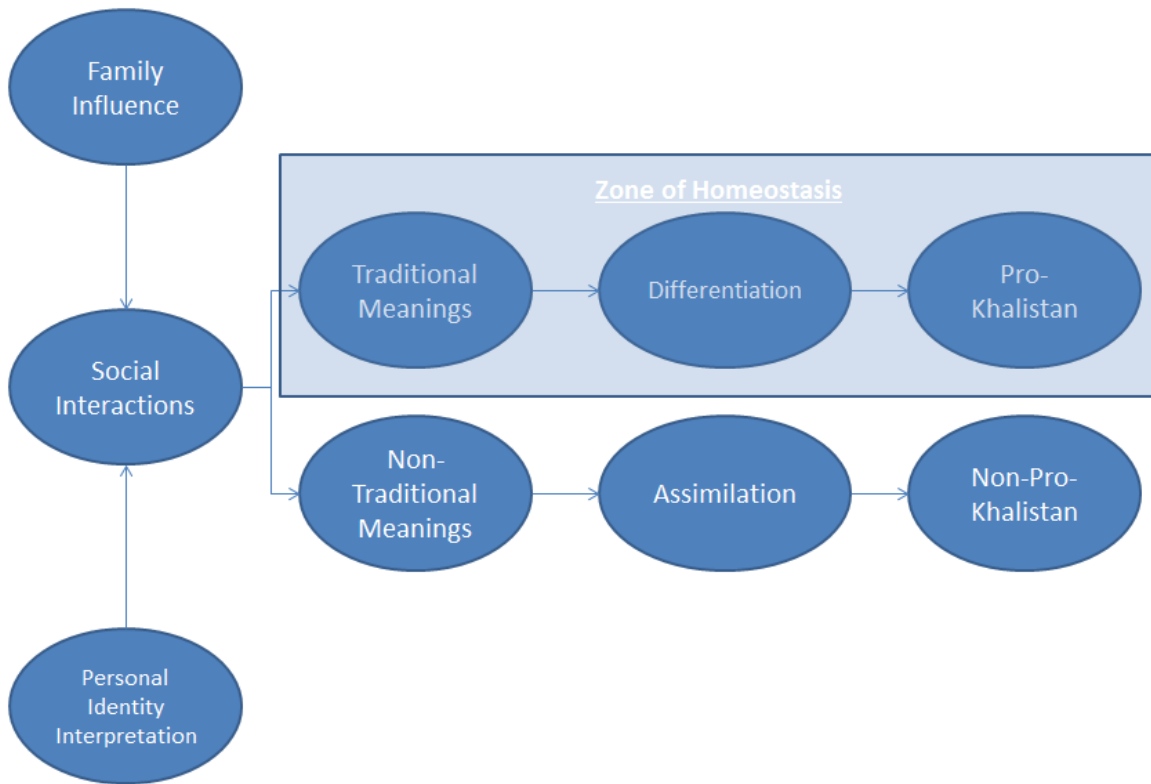 Family
Influence
Zone of Homeostasis
Traditional
Meanings
Differentiation
Pro-
Khalistan
Social
Interactions
Non-
Traditional
Meanings
Assimilation
Non-Pro-
Khalistan
Personal
Identity
Interpretation